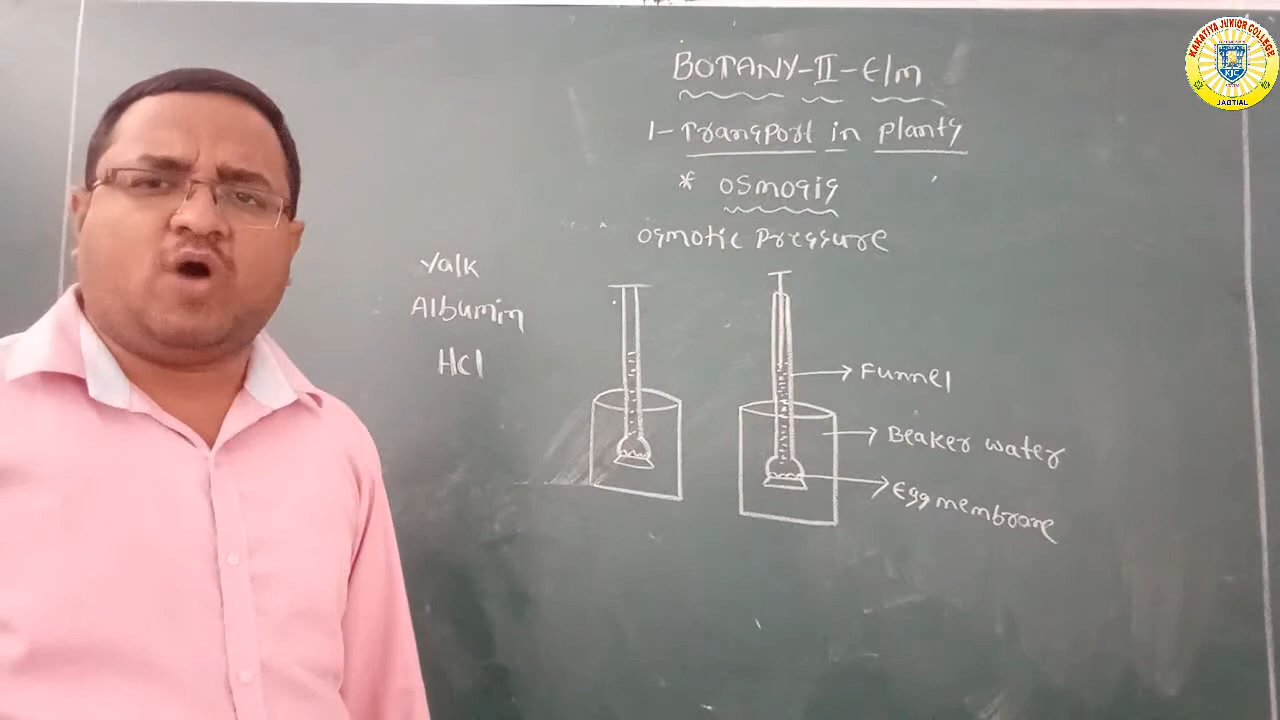 BOTANY-II-E/m
1- Transport in plants
* osmosis
osmotic Pressure
Yalk
Albumin
HCl
Funnel
Beaker water
Egg membrane
KAKATIYA JUNIOR COLLEGE
KJC
JAGTIAL